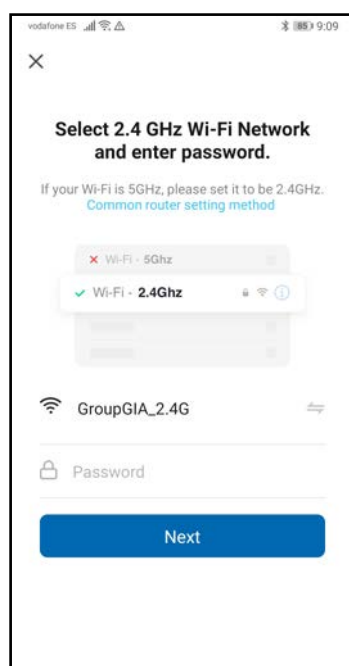 vodafone ES 85 9:09
Select 2.4 GHz Wi-Fi Network
and enter password.
If your Wi-Fi is 5GHz, please set it to be 2.4GHz.
Common router setting method
Wi-Fi - 5Ghz
Wi-Fi - 2.4Ghz
GroupGIA_2.4G
Password
Next